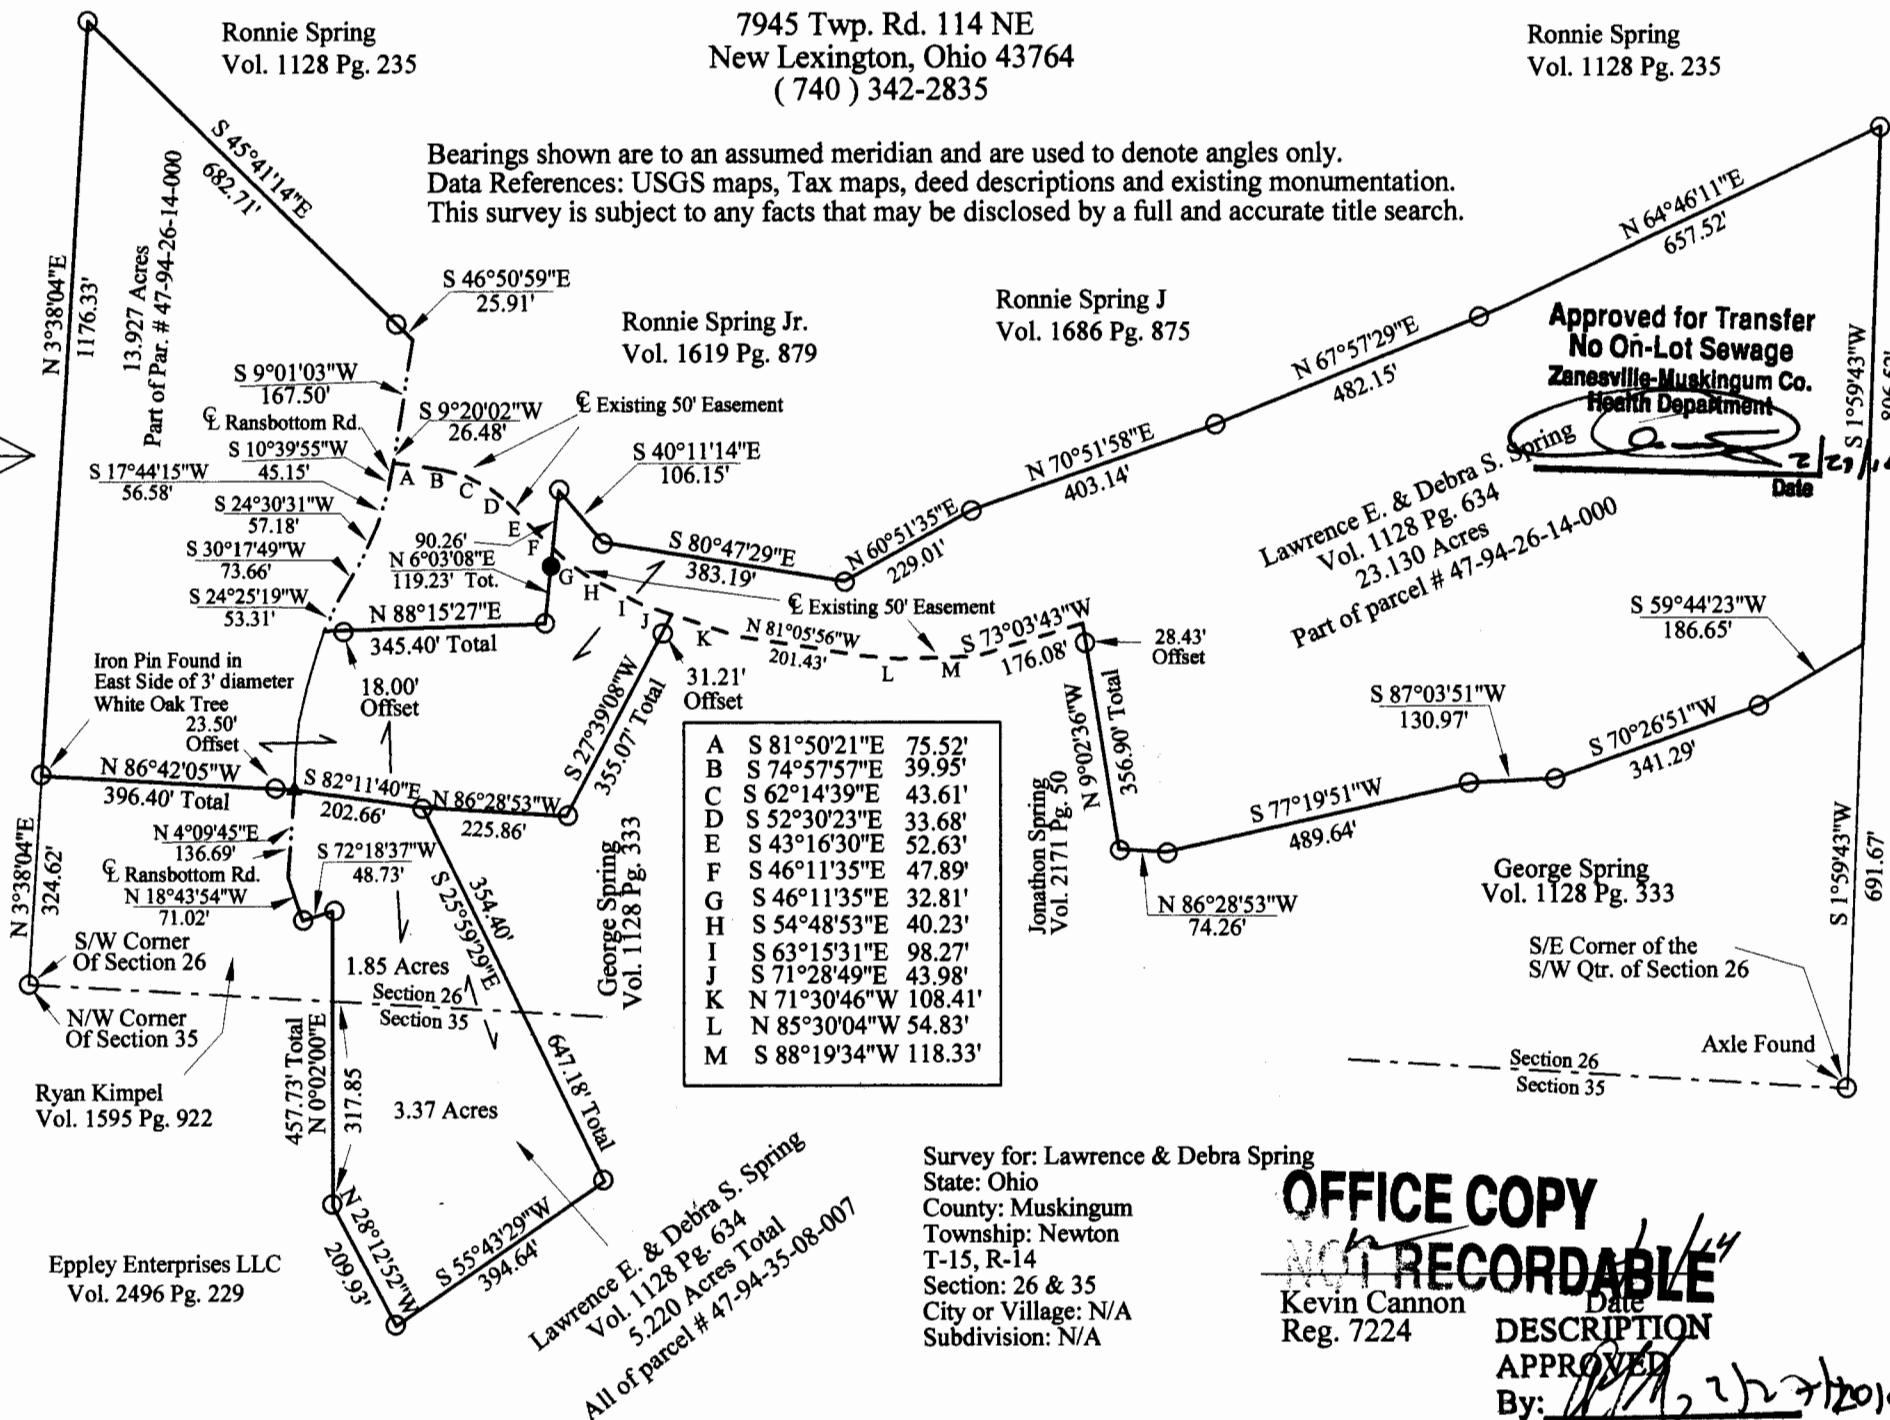 7945 Twp. Rd. 114 NE
New Lexington, Ohio 43764
( 740 ) 342-2835
Ronnie Spring
Vol. 1128 Pg. 235
Ronnie Spring
Vol. 1128 Pg. 235
Bearings shown are to an assumed meridian and are used to denote angles only.
Data References: USGS maps, Tax maps, deed descriptions and existing monumentation.
This survey is subject to any facts that may be disclosed by a full and accurate title search.
S 45°41'14"E
682.71'
N 3°38'04"E
1176.33'
13.927 Acres
Part of Par. # 47-94-26-14-000
S 46°50'59"E
25.91'
Ronnie Spring Jr.
Vol. 1619 Pg. 879
Ronnie Spring J
Vol. 1686 Pg. 875
N 64°46'11"E
657.52'
N 67°57'29"E
482.15'
Approved for Transfer
No On-Lot Sewage
Zanesville-Muskingum Co.
Health Department
Date
S 1°59'43"W
S 9°01'03"W
167.50'
℄ Ransbottom Rd.
S 9°20'02"W
26.48'
℄ Existing 50' Easement
S 10°39'55"W
45.15'
S 17°44'15"W
56.58'
S 24°30'31"W
57.18'
S 30°17'49"W
73.66'
S 24°25'19"W
53.31'
A
B
C
D
E
F
G
H
I
J
K
L
M
S 40°11'14"E
106.15'
90.26'
N 6°03'08"E
119.23' Tot.
S 80°47'29"E
383.19'
N 60°51'35"E
229.01'
N 70°51'58"E
403.14'
Lawrence E. & Debra S. Spring
Vol. 1128 Pg. 634
23.130 Acres
Part of parcel # 47-94-26-14-000
N 88°15'27"E
345.40' Total
℄ Existing 50' Easement
N 81°05'56"W
201.43'
S 73°03'43"W
176.08'
28.43'
Offset
S 59°44'23"W
186.65'
Iron Pin Found in
East Side of 3' diameter
White Oak Tree
23.50'
Offset
18.00'
Offset
31.21'
Offset
S 27°39'08"W
355.07' Total
N 9°02'36"W
356.90' Total
S 87°03'51"W
130.97'
S 70°26'51"W
341.29'
S 77°19'51"W
489.64'
N 86°42'05"W
396.40' Total
S 82°11'40"E
202.66'
N 86°28'53"W
225.86'
A S 81°50'21"E 75.52'
B S 74°57'57"E 39.95'
C S 62°14'39"E 43.61'
D S 52°30'23"E 33.68'
E S 43°16'30"E 52.63'
F S 46°11'35"E 47.89'
G S 46°11'35"E 32.81'
H S 54°48'53"E 40.23'
I S 63°15'31"E 98.27'
J S 71°28'49"E 43.98'
K N 71°30'46"W 108.41'
L N 85°30'04"W 54.83'
M S 88°19'34"W 118.33'
N 4°09'45"E
136.69'
℄ Ransbottom Rd.
N 18°43'54"W
71.02'
S 72°18'37"W
48.73'
N 3°38'04"E
324.62'
354.40'
S 25°59'29"E
647.18' Total
George Spring
Vol. 1128 Pg. 333
Jonathon Spring
Vol. 2171 Pg. 50
N 86°28'53"W
74.26'
George Spring
Vol. 1128 Pg. 333
S 1°59'43"W
691.67'
S/W Corner
Of Section 26
N/W Corner
Of Section 35
1.85 Acres
Section 26
Section 35
S/E Corner of the
S/W Qtr. of Section 26
Axle Found
Section 26
Section 35
Ryan Kimpel
Vol. 1595 Pg. 922
457.73' Total
N 0°02'00"E
317.85
3.37 Acres
N 28°12'52"W
209.93'
S 55°43'29"W
394.64'
Eppley Enterprises LLC
Vol. 2496 Pg. 229
Lawrence E. & Debra S. Spring
Vol. 1128 Pg. 634
5.220 Acres Total
All of parcel # 47-94-35-08-007
Survey for: Lawrence & Debra Spring
State: Ohio
County: Muskingum
Township: Newton
T-15, R-14
Section: 26 & 35
City or Village: N/A
Subdivision: N/A
OFFICE COPY
NOT RECORDABLE
Kevin Cannon
Reg. 7224
Date
DESCRIPTION
APPROVED
By: